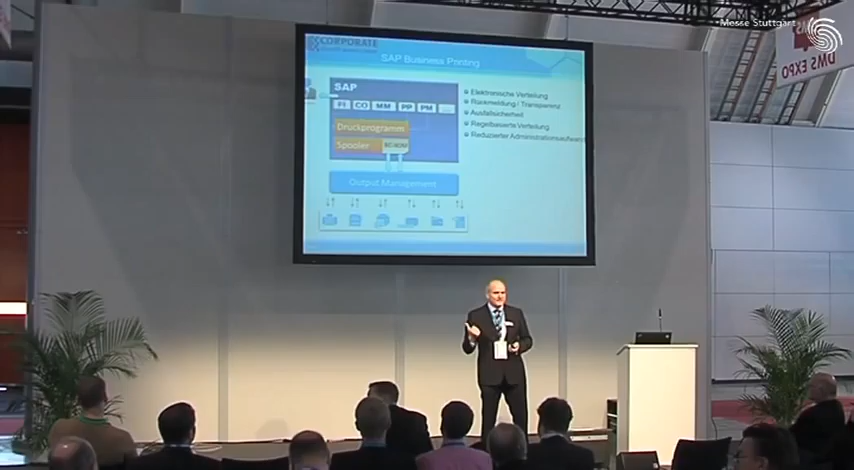 Messe Stuttgart
DMS EXPO
CORPORATE
SAP Business Printing
SAP
FI CO MM PP PM ...
Druckprogramm
Spooler
Output Management
Elektronische Verteilung
Rückmeldung / Transparenz
Ausfallsicherheit
Regelbasierte Verteilung
Reduzierter Administrationsaufwand